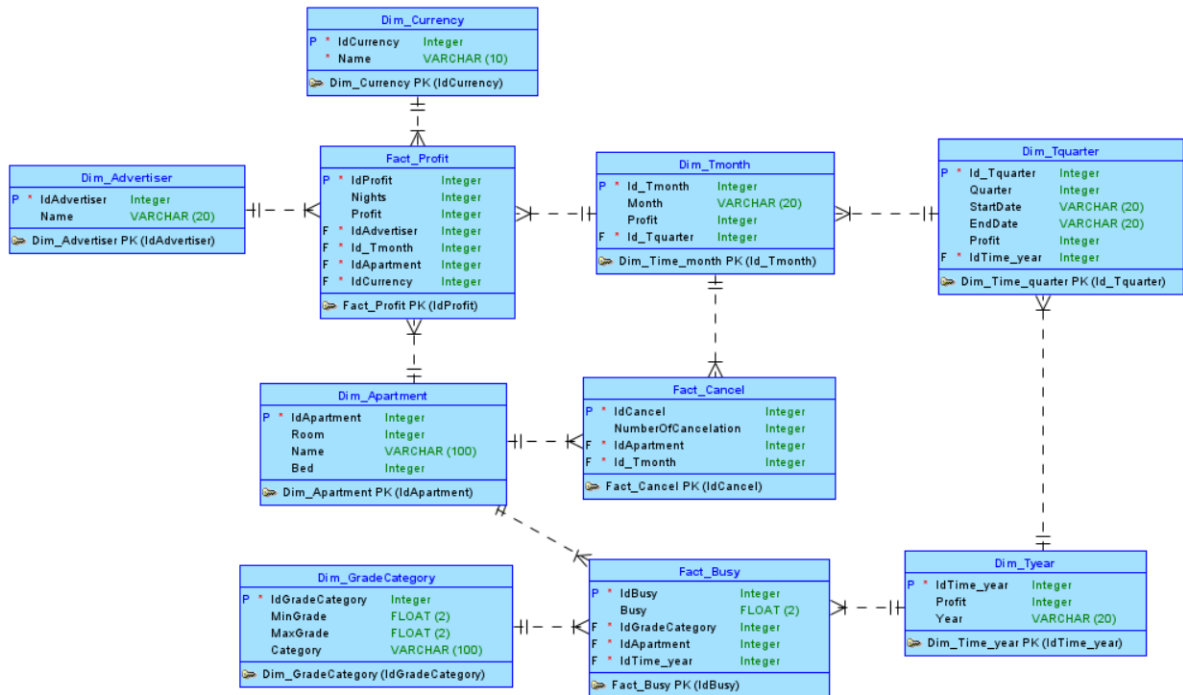 Dim_Currency
P * IdCurrency Integer
* Name VARCHAR (10)
Dim_Currency PK (IdCurrency)
Dim_Advertiser
P * IdAdvertiser Integer
Name VARCHAR (20)
Dim_Advertiser PK (IdAdvertiser)
Fact_Profit
P * IdProfit Integer
Nights Integer
Profit Integer
F * IdAdvertiser Integer
F * Id_Tmonth Integer
F * IdApartment Integer
F * IdCurrency Integer
Fact_Profit PK (IdProfit)
Dim_Tmonth
P * Id_Tmonth Integer
Month VARCHAR (20)
Profit Integer
F * Id_Tquarter Integer
Dim_Time_month PK (Id_Tmonth)
Dim_Tquarter
P * Id_Tquarter Integer
Quarter Integer
StartDate VARCHAR (20)
EndDate VARCHAR (20)
Profit Integer
F * IdTime_year Integer
Dim_Time_quarter PK (Id_Tquarter)
Dim_Apartment
P * IdApartment Integer
Room Integer
Name VARCHAR (100)
Bed Integer
Dim_Apartment PK (IdApartment)
Fact_Cancel
P * IdCancel Integer
NumberOfCancelation Integer
F * IdApartment Integer
F * Id_Tmonth Integer
Fact_Cancel PK (IdCancel)
Dim_GradeCategory
P * IdGradeCategory Integer
MinGrade FLOAT (2)
MaxGrade FLOAT (2)
Category VARCHAR (100)
Dim_GradeCategory (IdGradeCategory)
Fact_Busy
P * IdBusy Integer
Busy FLOAT (2)
F * IdGradeCategory Integer
F * IdApartment Integer
F * IdTime_year Integer
Fact_Busy PK (IdBusy)
Dim_Tyear
P * IdTime_year Integer
Profit Integer
Year VARCHAR (20)
Dim_Time_year PK (IdTime_year)